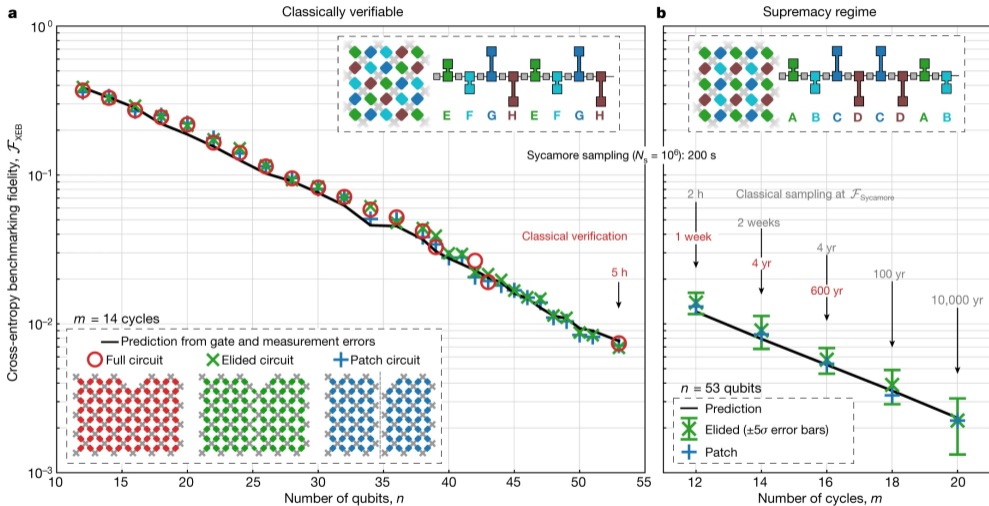 a Classically verifiable
b Supremacy regime
Cross-entropy benchmarking fidelity, ℱXEB
10⁰
10⁻¹
10⁻²
10⁻³
E F G H E F G H
Classical verification
5 h
m = 14 cycles
Prediction from gate and measurement errors
Full circuit Elided circuit Patch circuit
10 15 20 25 30 35 40 45 50 55
Number of qubits, n
A B C D C D A B
Sycamore sampling (Nₛ = 10⁶): 200 s
Classical sampling at ℱSycamore
2 h
1 week
2 weeks
4 yr
4 yr
600 yr
100 yr
10,000 yr
n = 53 qubits
Prediction
Elided (±5σ error bars)
Patch
12 14 16 18 20
Number of cycles, m